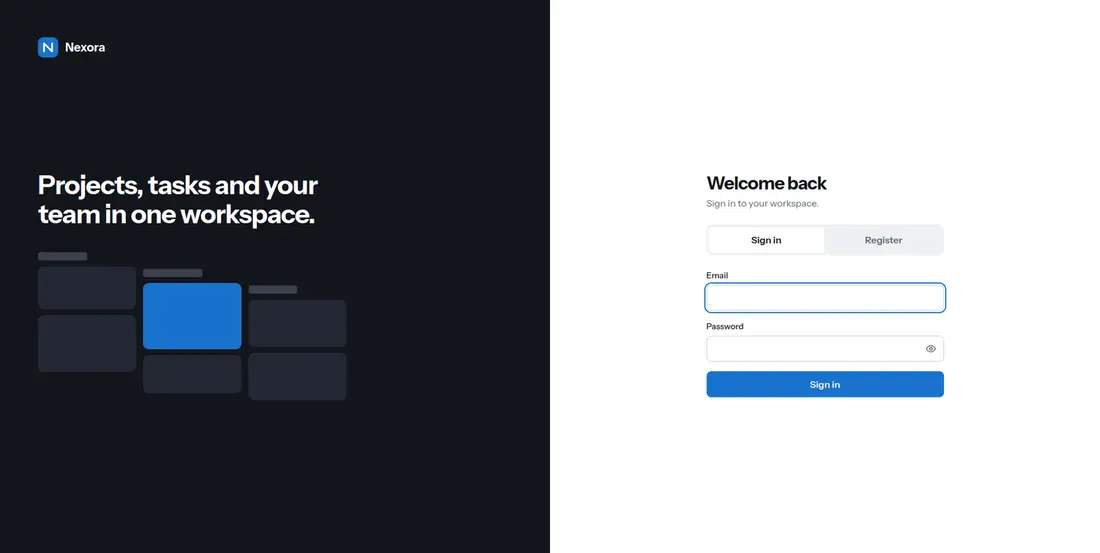 N Nexora
Projects, tasks and your
team in one workspace.
Welcome back
Sign in to your workspace.
Sign in Register
Email
Password
Sign in